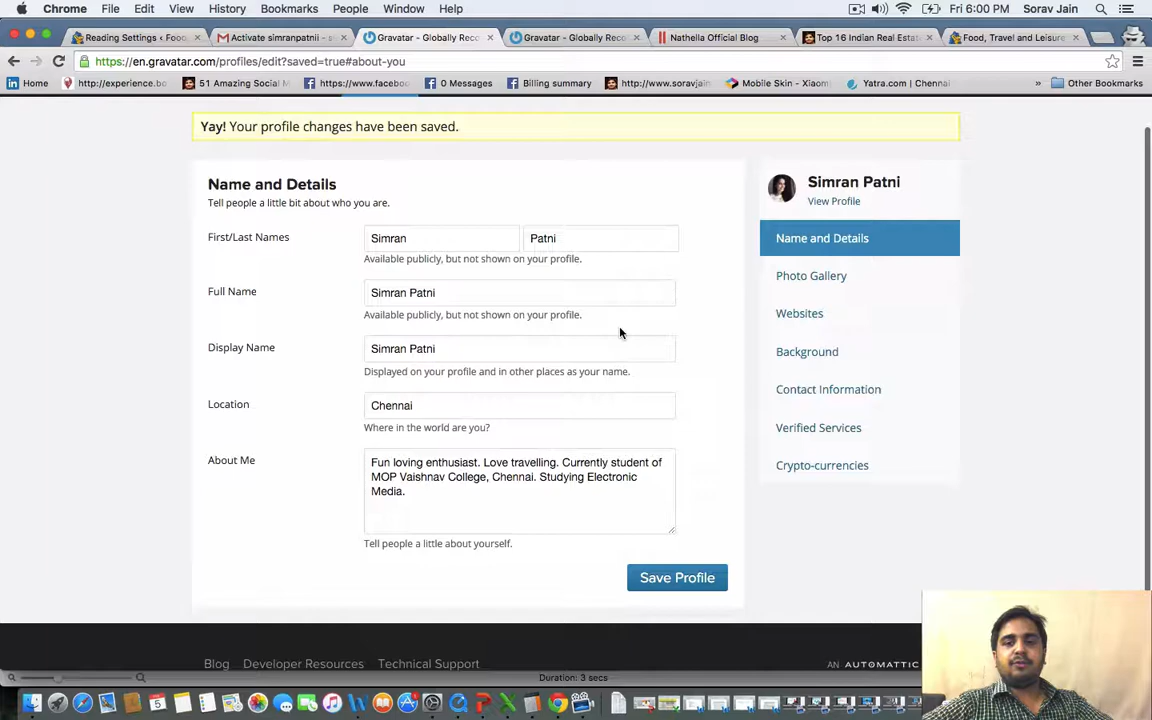 Chrome File Edit View History Bookmarks People Window Help Fri 6:00 PM Sorav Jain
Reading Settings ‹ Food Activate simranpatnii – a Gravatar - Globally Reco Gravatar - Globally Reco Nathella Official Blog Top 16 Indian Real Estate Food, Travel and Leisure
https://en.gravatar.com/profiles/edit?saved=true#about-you
Home http://experience.bo 51 Amazing Social M https://www.faceboo 0 Messages Billing summary http://www.soravjain Mobile Skin - Xiaom Yatra.com | Chennai » Other Bookmarks
Yay! Your profile changes have been saved.
Name and Details
Tell people a little bit about who you are.
First/Last Names
Simran
Patni
Available publicly, but not shown on your profile.
Full Name
Simran Patni
Available publicly, but not shown on your profile.
Display Name
Simran Patni
Displayed on your profile and in other places as your name.
Location
Chennai
Where in the world are you?
About Me
Fun loving enthusiast. Love travelling. Currently student of
MOP Vaishnav College, Chennai. Studying Electronic
Media.
Tell people a little about yourself.
Save Profile
Simran Patni
View Profile
Name and Details
Photo Gallery
Websites
Background
Contact Information
Verified Services
Crypto-currencies
Blog Developer Resources Technical Support
AN AUTOMATTIC
Duration: 3 secs